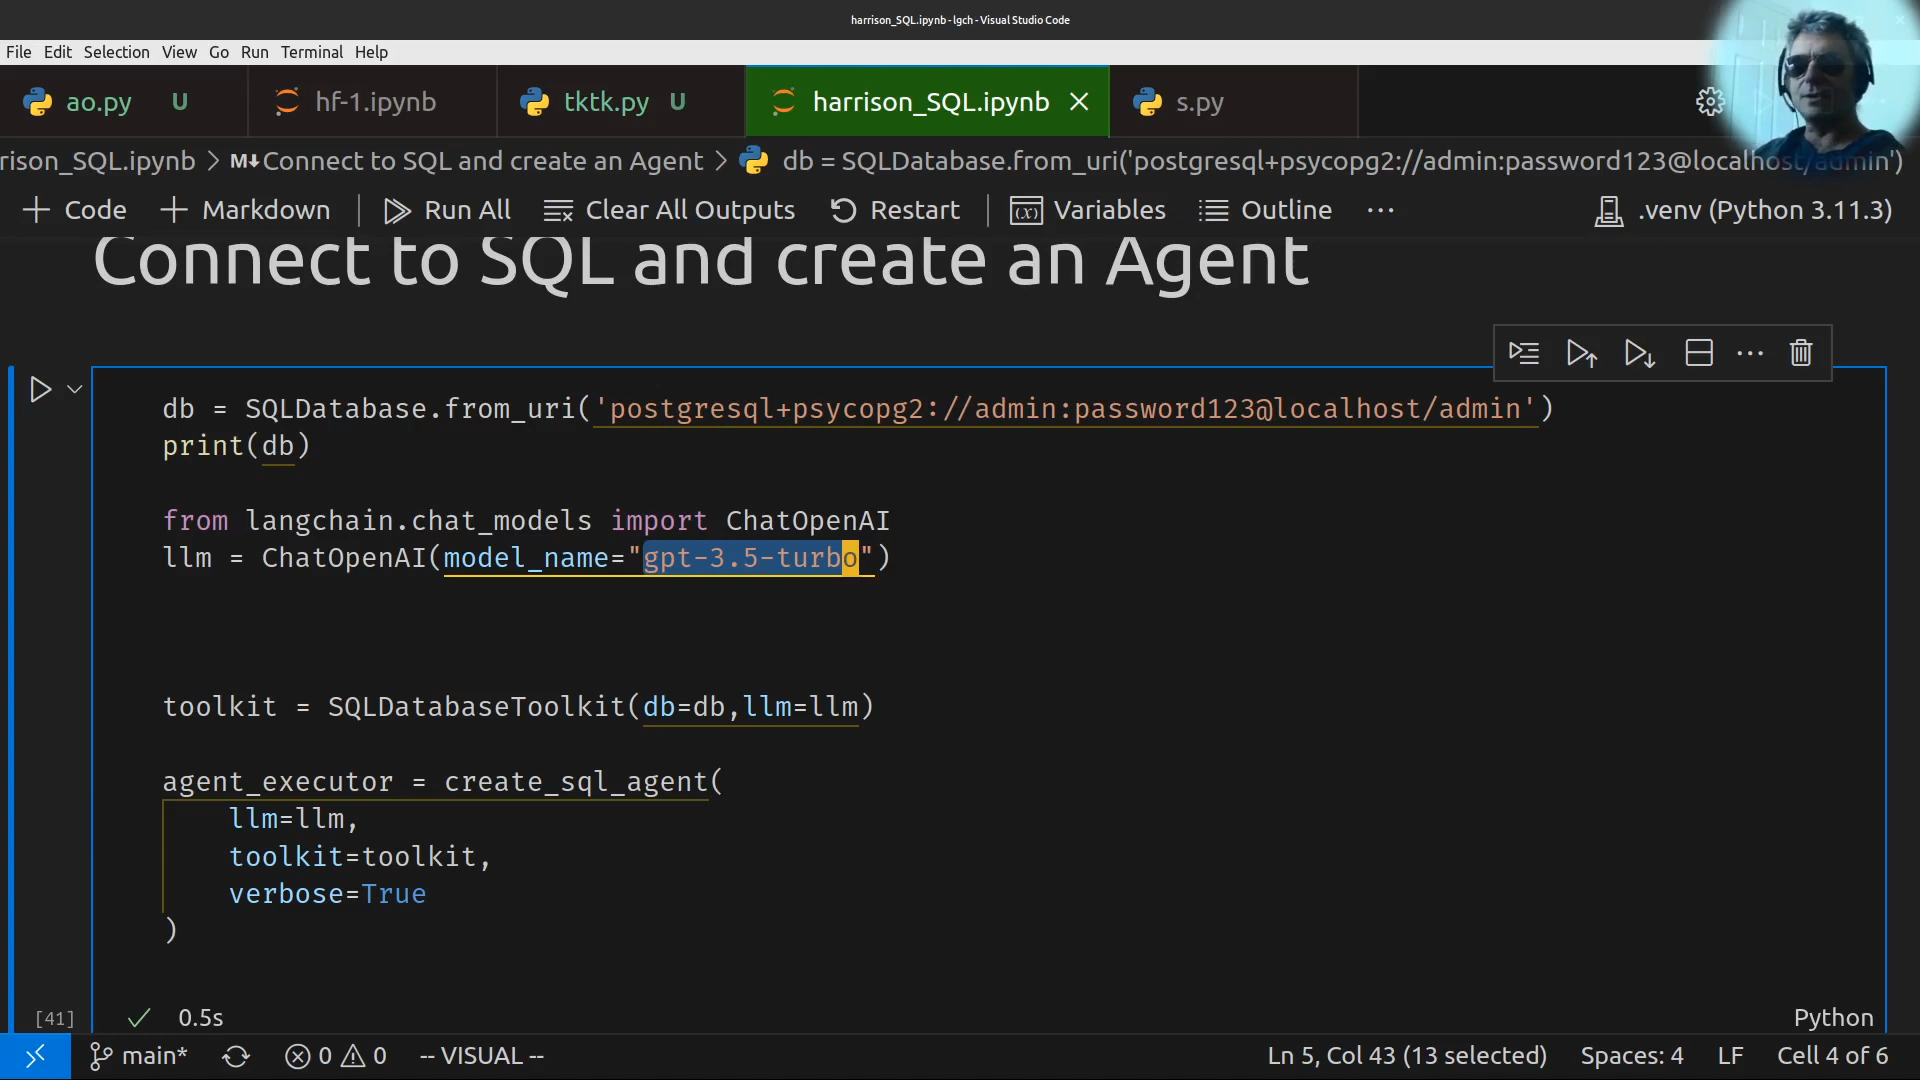 harrison_SQL.ipynb - lgch - Visual Studio Code
File Edit Selection View Go Run Terminal Help
ao.py U hf-1.ipynb tktk.py U harrison_SQL.ipynb s.py
rison_SQL.ipynb > M↓ Connect to SQL and create an Agent > db = SQLDatabase.from_uri('postgresql+psycopg2://admin:password123@localhost/admin')
+ Code + Markdown | Run All Clear All Outputs Restart | (x) Variables Outline ··· .venv (Python 3.11.3)
Connect to SQL and create an Agent
db = SQLDatabase.from_uri('postgresql+psycopg2://admin:password123@localhost/admin')
print(db)
from langchain.chat_models import ChatOpenAI
llm = ChatOpenAI(model_name="gpt-3.5-turbo")
toolkit = SQLDatabaseToolkit(db=db,llm=llm)
agent_executor = create_sql_agent(
llm=llm,
toolkit=toolkit,
verbose=True
)
[41] ✓ 0.5s Python
main* 0 0 -- VISUAL -- Ln 5, Col 43 (13 selected) Spaces: 4 LF Cell 4 of 6